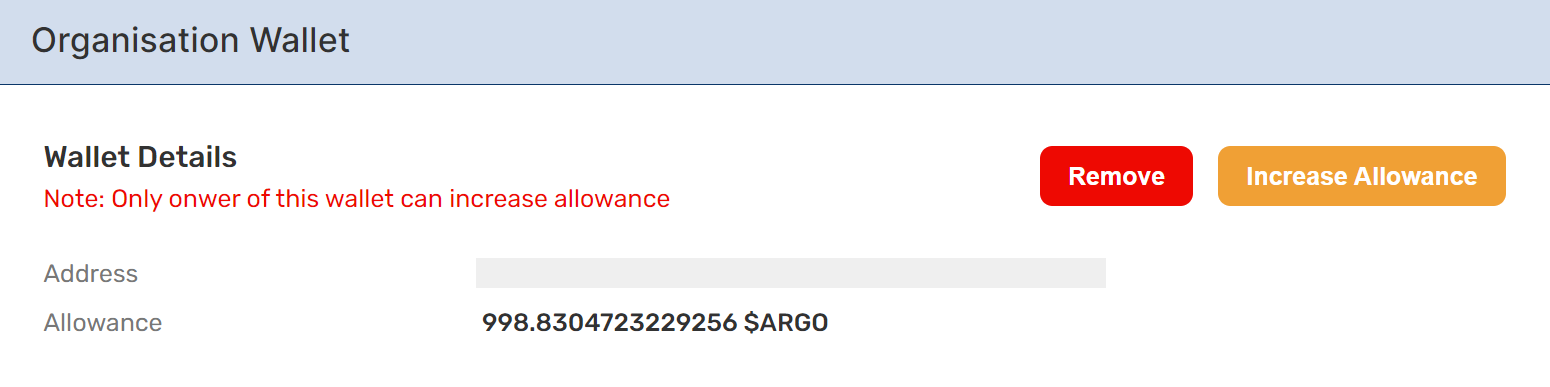 Organisation Wallet
Wallet Details
Remove
Increase Allowance
Note: Only onwer of this wallet can increase allowance
Address
Allowance 998.8304723229256 $ARGO